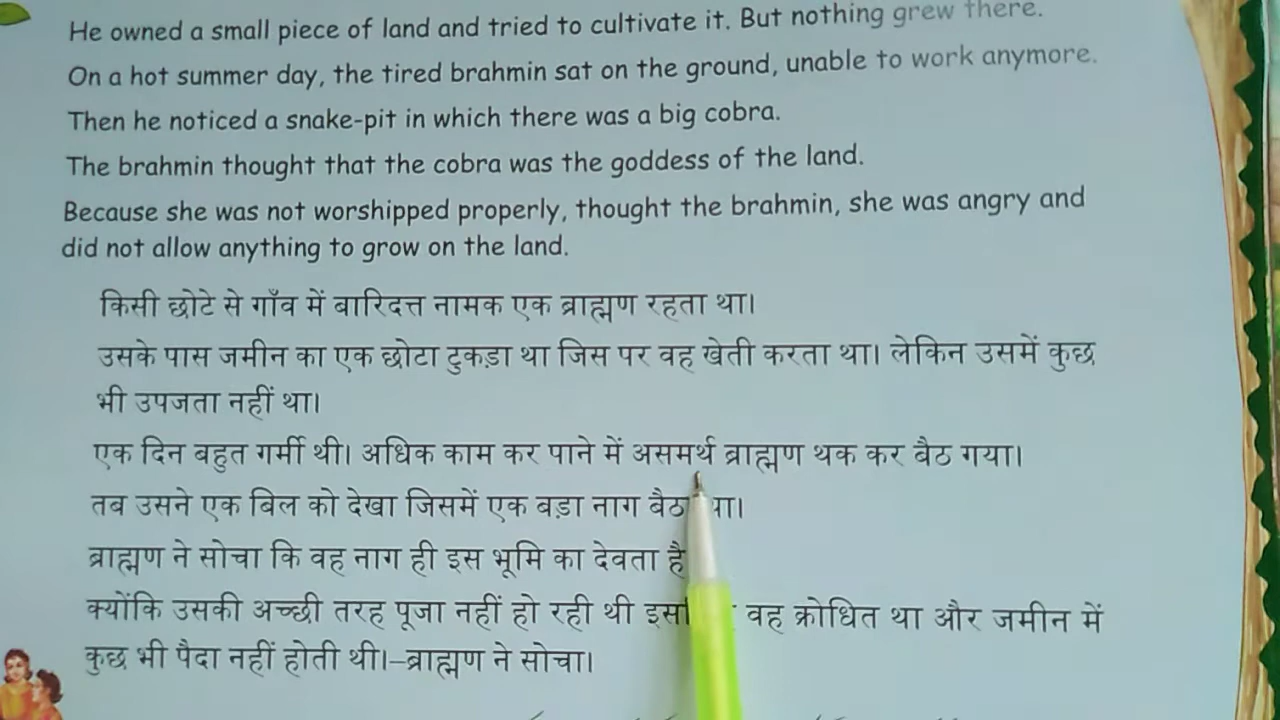 He owned a small piece of land and tried to cultivate it. But nothing grew there.
On a hot summer day, the tired brahmin sat on the ground, unable to work anymore.
Then he noticed a snake-pit in which there was a big cobra.
The brahmin thought that the cobra was the goddess of the land.
Because she was not worshipped properly, thought the brahmin, she was angry and
did not allow anything to grow on the land.
किसी छोटे से गाँव में बारिदत्त नामक एक ब्राह्मण रहता था।
उसके पास जमीन का एक छोटा टुकड़ा था जिस पर वह खेती करता था। लेकिन उसमें कुछ
भी उपजता नहीं था।
एक दिन बहुत गर्मी थी। अधिक काम कर पाने में असमर्थ ब्राह्मण थक कर बैठ गया।
तब उसने एक बिल को देखा जिसमें एक बड़ा नाग बैठा था।
ब्राह्मण ने सोचा कि वह नाग ही इस भूमि का देवता है
क्योंकि उसकी अच्छी तरह पूजा नहीं हो रही थी वह क्रोधित था और जमीन में
कुछ भी पैदा नहीं होती थी।–ब्राह्मण ने सोचा।